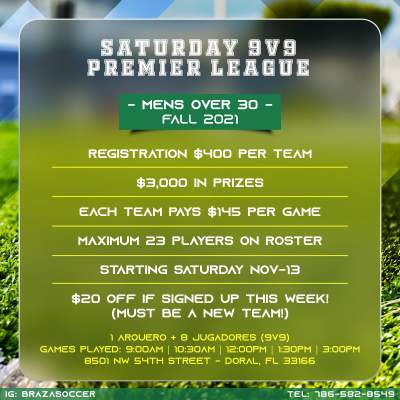 SATURDAY 9V9
PREMIER LEAGUE
- MENS OVER 30 -
FALL 2021
REGISTRATION $400 PER TEAM
$3,000 IN PRIZES
EACH TEAM PAYS $145 PER GAME
MAXIMUM 23 PLAYERS ON ROSTER
STARTING SATURDAY NOV-13
$20 OFF IF SIGNED UP THIS WEEK!
(MUST BE A NEW TEAM!)
1 ARQUERO + 8 JUGADORES (9V9)
GAMES PLAYED: 9:00AM | 10:30AM | 12:00PM | 1:30PM | 3:00PM
8501 NW 54TH STREET - DORAL, FL 33166
IG: BRAZASOCCER
TEL: 786-582-8549